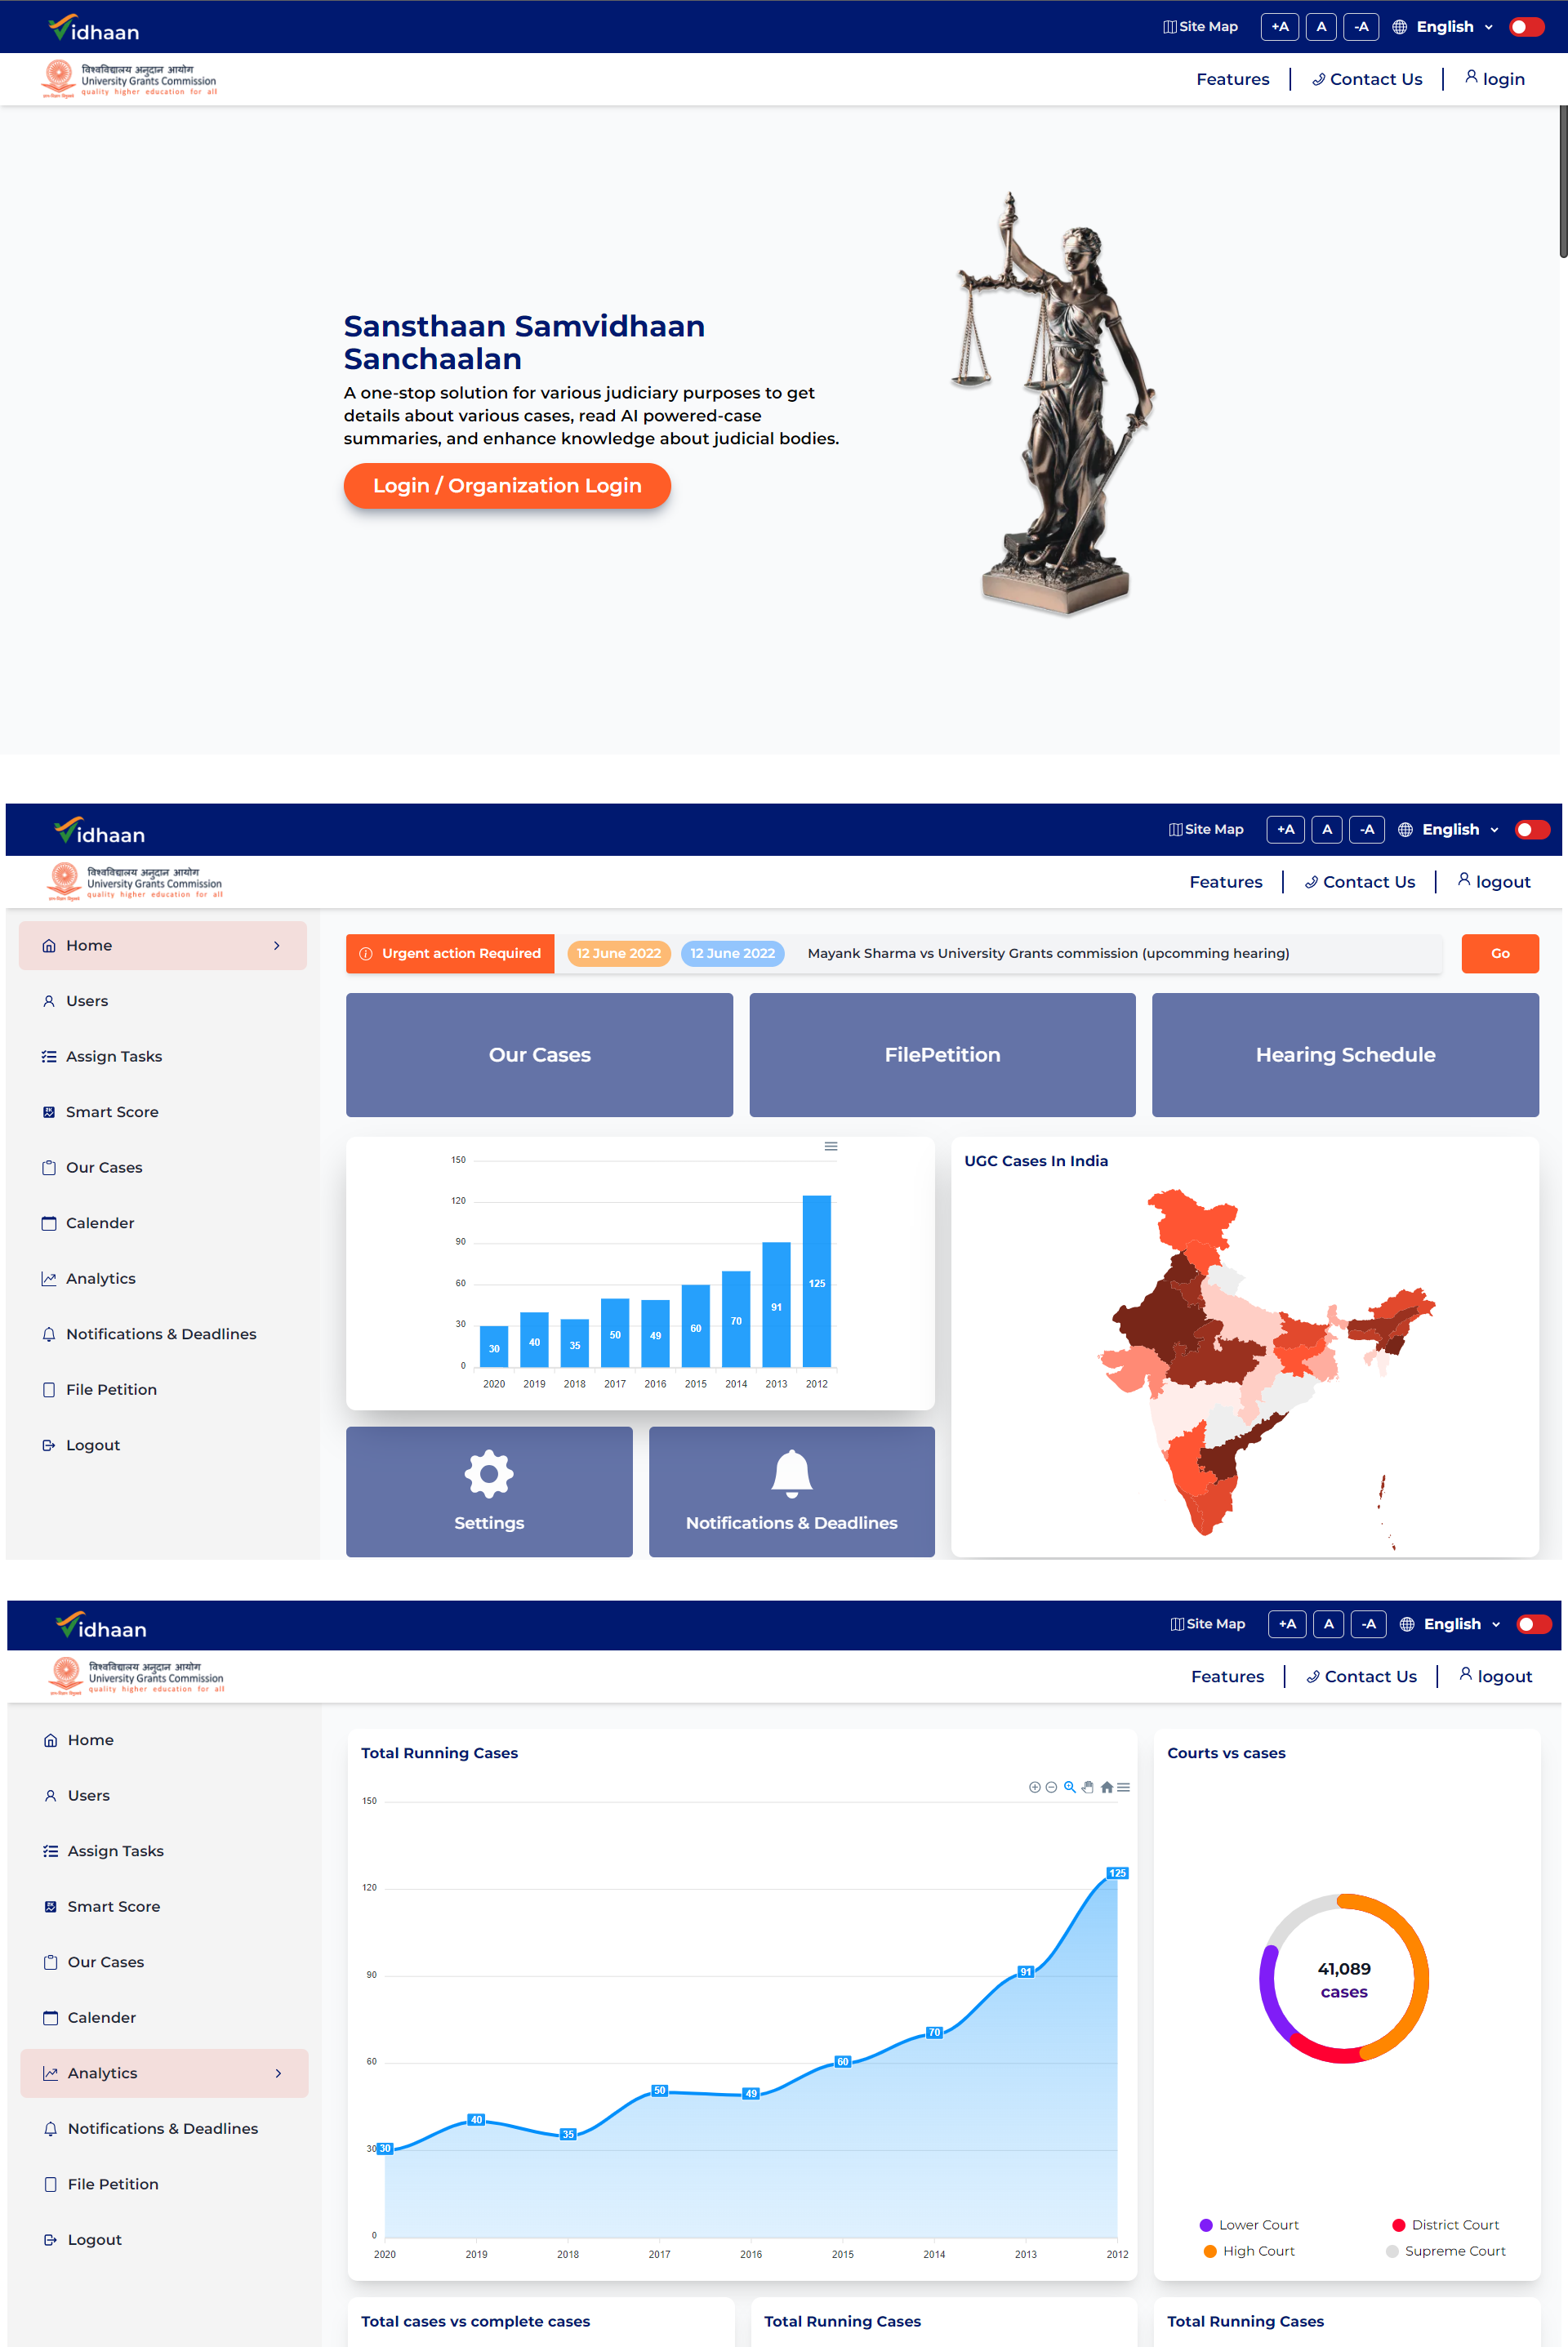 Vidhaan
Site Map
+A
A
-A
English
विश्वविद्यालय अनुदान आयोग
University Grants Commission
quality higher education for all
Features
Contact Us
login
Sansthaan Samvidhaan
Sanchaalan
A one-stop solution for various judiciary purposes to get
details about various cases, read AI powered-case
summaries, and enhance knowledge about judicial bodies.
Login / Organization Login
Vidhaan
Site Map
+A
A
-A
English
विश्वविद्यालय अनुदान आयोग
University Grants Commission
quality higher education for all
Features
Contact Us
logout
Home
Users
Assign Tasks
Smart Score
Our Cases
Calender
Analytics
Notifications & Deadlines
File Petition
Logout
Urgent action Required
12 June 2022
12 June 2022
Mayank Sharma vs University Grants commission (upcomming hearing)
Go
Our Cases
FilePetition
Hearing Schedule
150
120
90
60
30
0
30
40
35
50
49
60
70
91
125
2020
2019
2018
2017
2016
2015
2014
2013
2012
UGC Cases In India
Settings
Notifications & Deadlines
Vidhaan
Site Map
+A
A
-A
English
विश्वविद्यालय अनुदान आयोग
University Grants Commission
quality higher education for all
Features
Contact Us
logout
Home
Users
Assign Tasks
Smart Score
Our Cases
Calender
Analytics
Notifications & Deadlines
File Petition
Logout
Total Running Cases
150
120
90
60
30
0
30
40
35
50
49
60
70
91
125
2020
2019
2018
2017
2016
2015
2014
2013
2012
Courts vs cases
41,089
cases
Lower Court
District Court
High Court
Supreme Court
Total cases vs complete cases
Total Running Cases
Total Running Cases